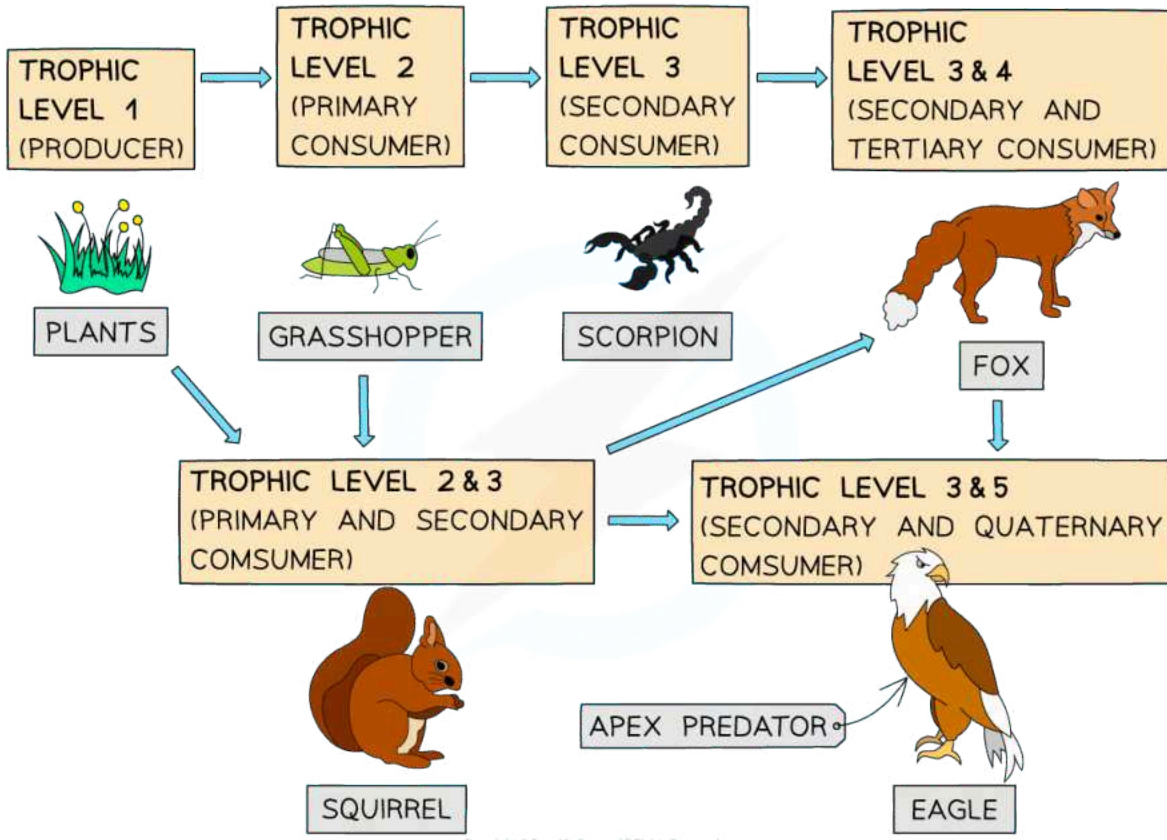 TROPHIC
LEVEL 1
(PRODUCER)
TROPHIC
LEVEL 2
(PRIMARY
CONSUMER)
TROPHIC
LEVEL 3
(SECONDARY
CONSUMER)
TROPHIC
LEVEL 3 & 4
(SECONDARY AND
TERTIARY CONSUMER)
PLANTS
GRASSHOPPER
SCORPION
FOX
TROPHIC LEVEL 2 & 3
(PRIMARY AND SECONDARY
COMSUMER)
TROPHIC LEVEL 3 & 5
(SECONDARY AND QUATERNARY
COMSUMER)
APEX PREDATOR
SQUIRREL
EAGLE